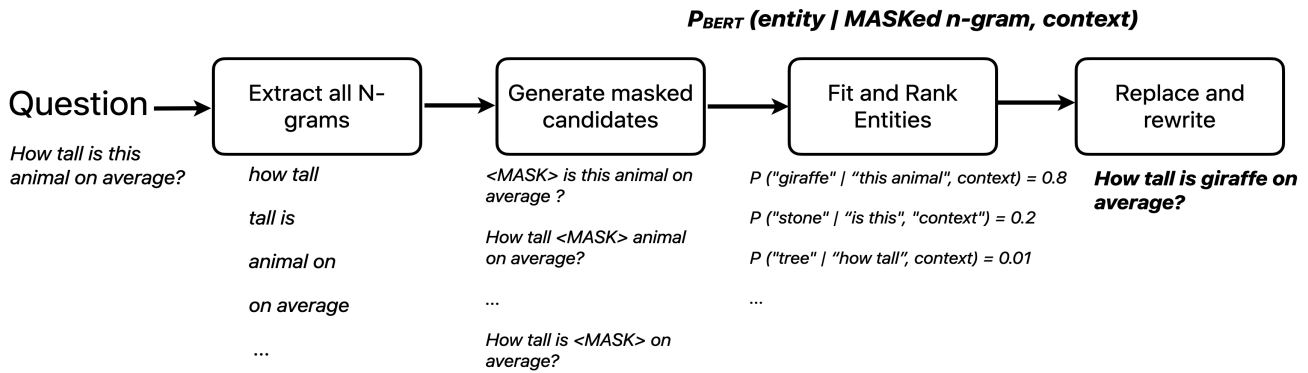 P_BERT (entity | MASKed n-gram, context)
Question
Extract all N-
grams
Generate masked
candidates
Fit and Rank
Entities
Replace and
rewrite
How tall is this
animal on average?
how tall
tall is
animal on
on average
...
<MASK> is this animal on
average ?
How tall <MASK> animal
on average?
...
How tall is <MASK> on
average?
P ("giraffe" | “this animal", context) = 0.8
P ("stone" | “is this", "context") = 0.2
P ("tree" | “how tall”, context) = 0.01
...
How tall is giraffe on
average?